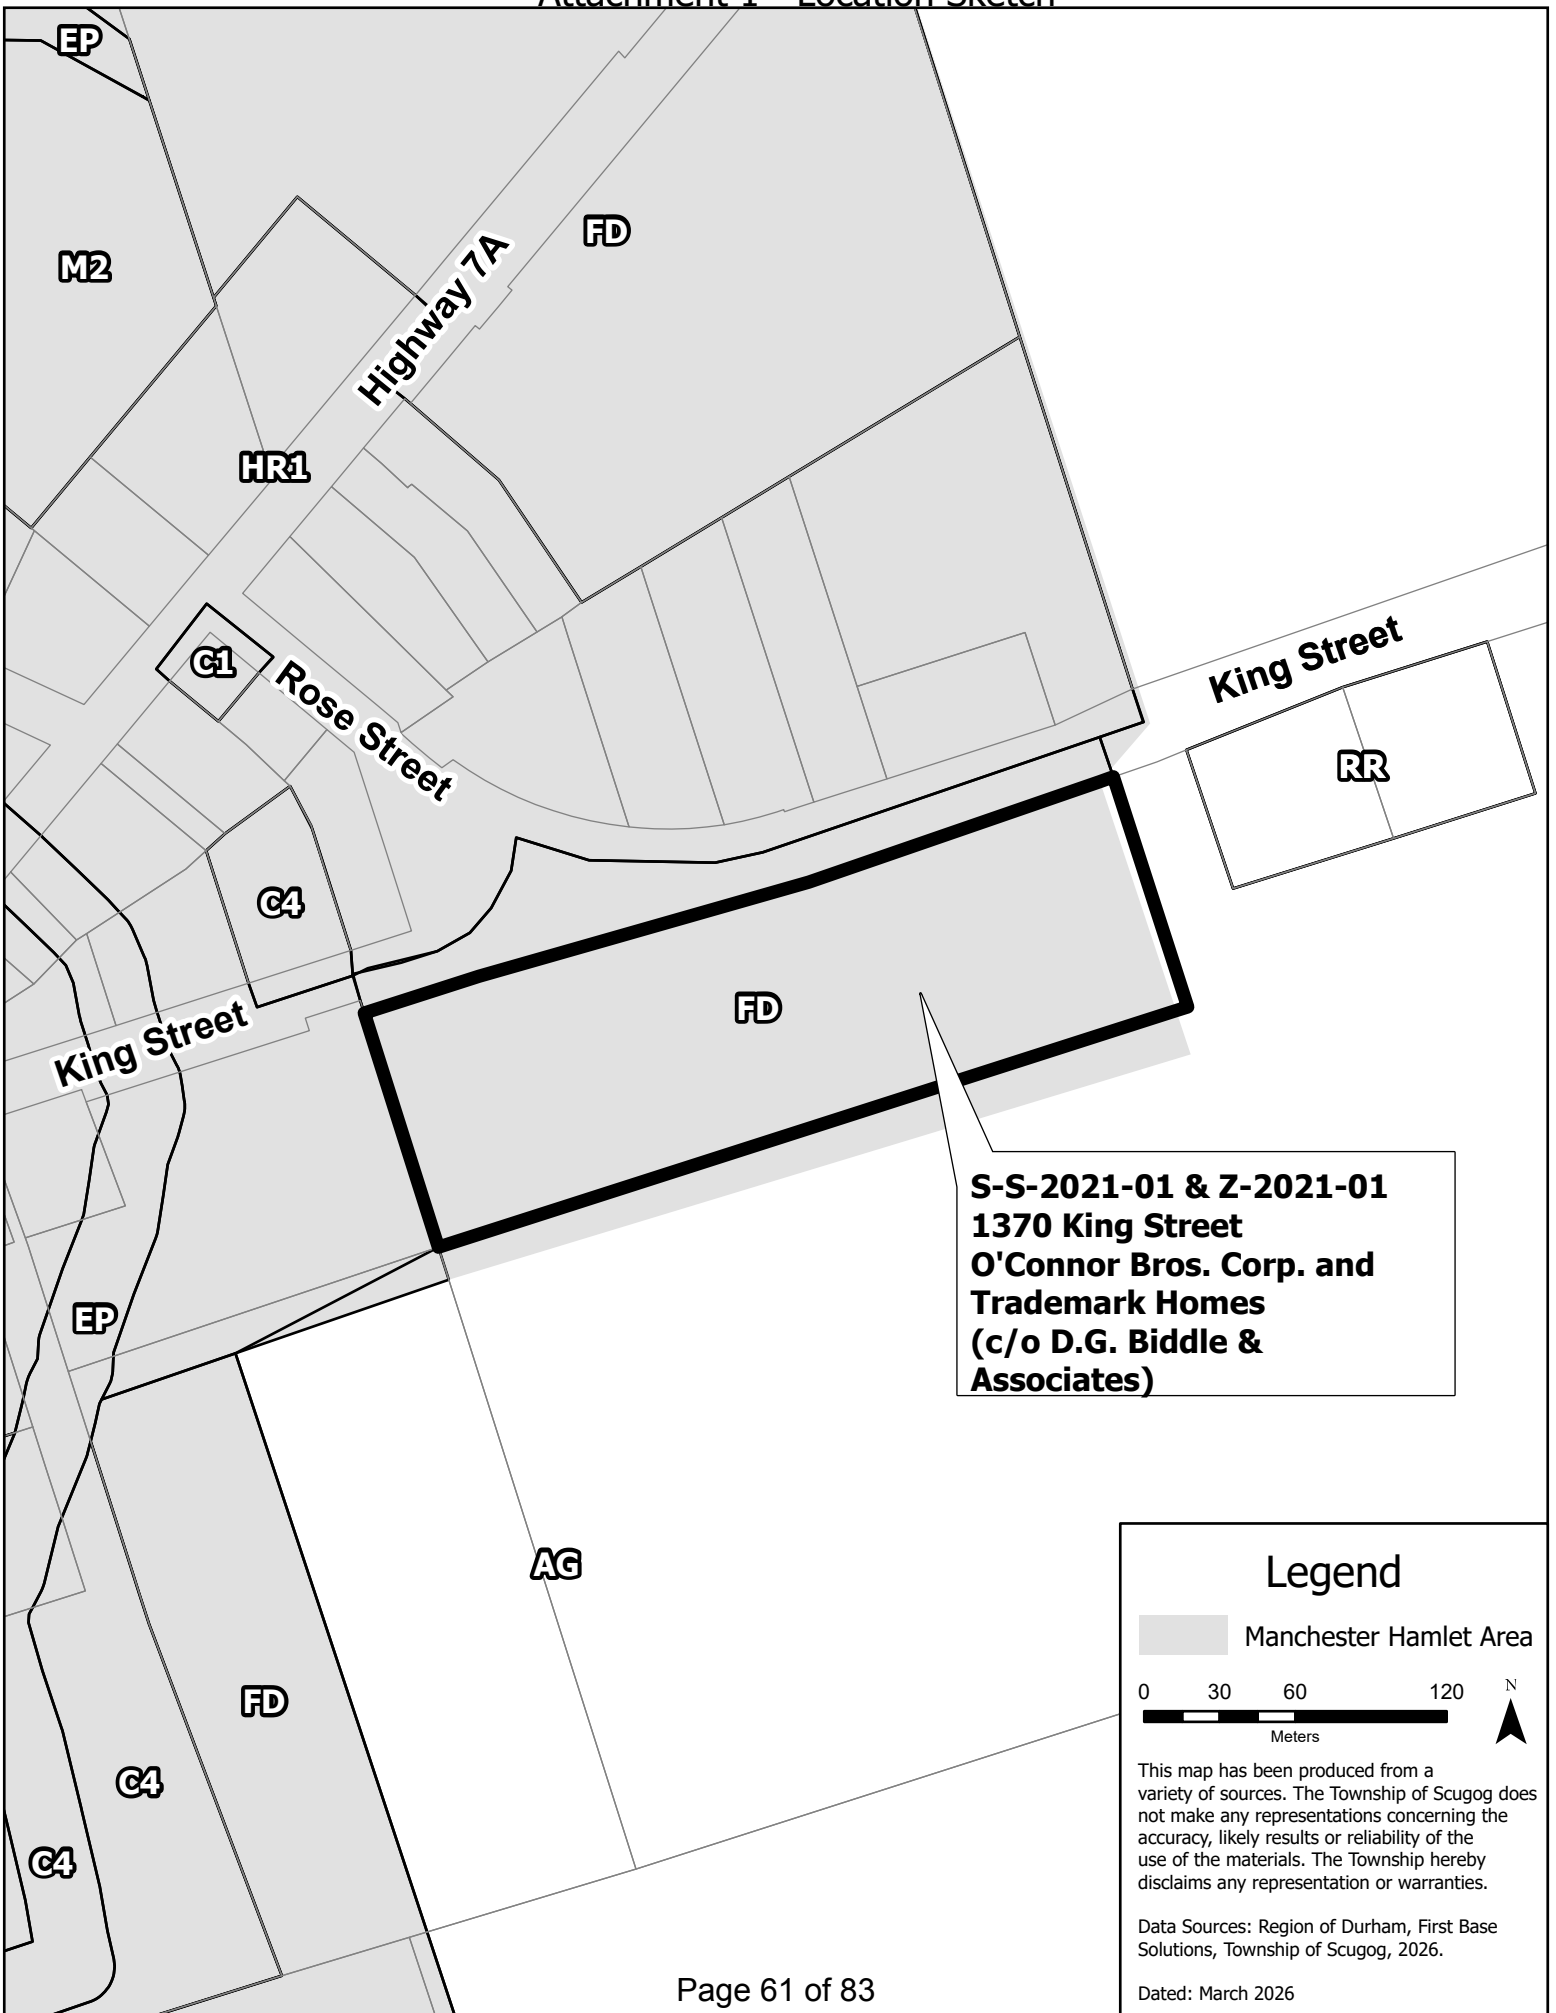 Attachment 1 - Location Sketch
EP
M2
FD
Highway 7A
HR1
C1
Rose Street
King Street
RR
C4
FD
King Street
S-S-2021-01 & Z-2021-01
1370 King Street
O'Connor Bros. Corp. and
Trademark Homes
(c/o D.G. Biddle &
Associates)
EP
AG
FD
C4
C4
Legend
Manchester Hamlet Area
0 30 60 120
N
Meters
This map has been produced from a
variety of sources. The Township of Scugog does
not make any representations concerning the
accuracy, likely results or reliability of the
use of the materials. The Township hereby
disclaims any representation or warranties.
Data Sources: Region of Durham, First Base
Solutions, Township of Scugog, 2026.
Dated: March 2026
Page 61 of 83